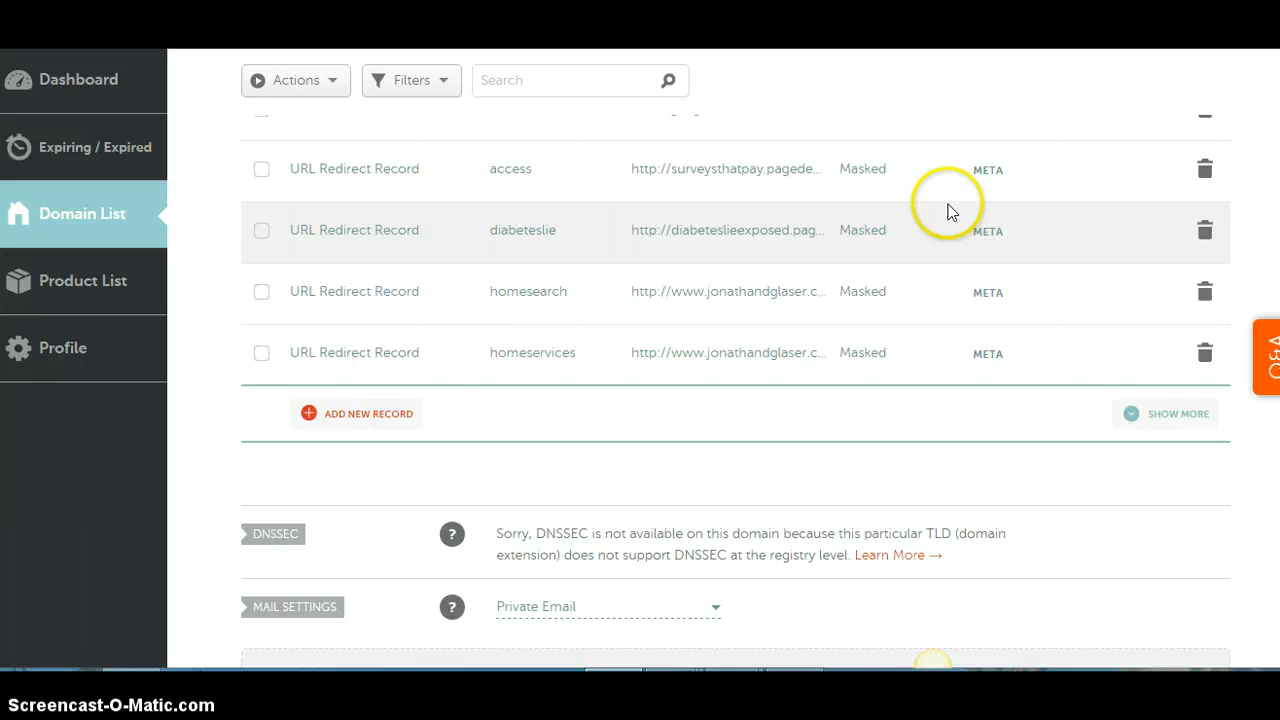 Dashboard
Actions
Filters
Search
Expiring / Expired
URL Redirect Record access http://surveysthatpay.pagede... Masked META
Domain List
URL Redirect Record diabeteslie http://diabeteslieexposed.pag... Masked META
Product List
URL Redirect Record homesearch http://www.jonathandglaser.c... Masked META
Profile
URL Redirect Record homeservices http://www.jonathandglaser.c... Masked META
Q&A
ADD NEW RECORD
SHOW MORE
DNSSEC ? Sorry, DNSSEC is not available on this domain because this particular TLD (domain
extension) does not support DNSSEC at the registry level. Learn More →
MAIL SETTINGS ? Private Email
Screencast-O-Matic.com